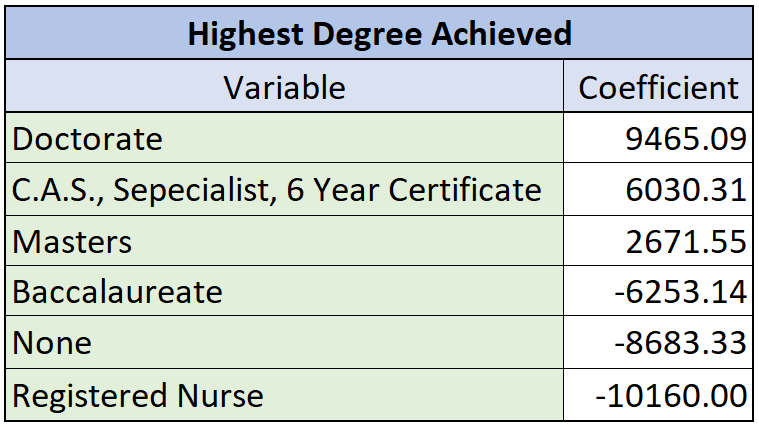 Highest Degree Achieved
Variable Coefficient
Doctorate 9465.09
C.A.S., Sepecialist, 6 Year Certificate 6030.31
Masters 2671.55
Baccalaureate -6253.14
None -8683.33
Registered Nurse -10160.00